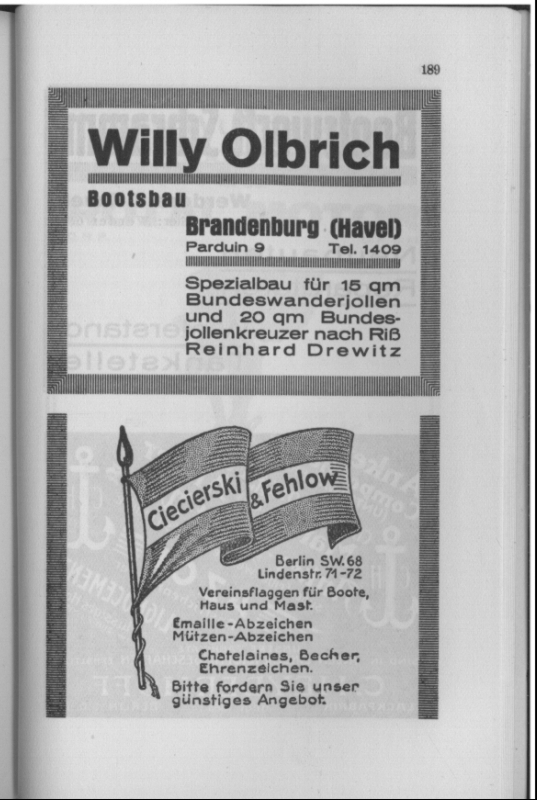 189
Willy Olbrich
Bootsbau
Brandenburg (Havel)
Parduin 9 Tel. 1409
Spezialbau für 15 qm
Bundeswanderjollen
und 20 qm Bundes-
jollenkreuzer nach Riß
Reinhard Drewitz
Ciecierski & Fehlow
Berlin SW. 68
Lindenstr. 71-72
Vereinsflaggen für Boote,
Haus und Mast.
Emaille-Abzeichen
Mützen-Abzeichen
Chatelaines, Becher,
Ehrenzeichen.
Bitte fordern Sie unser
günstiges Angebot.